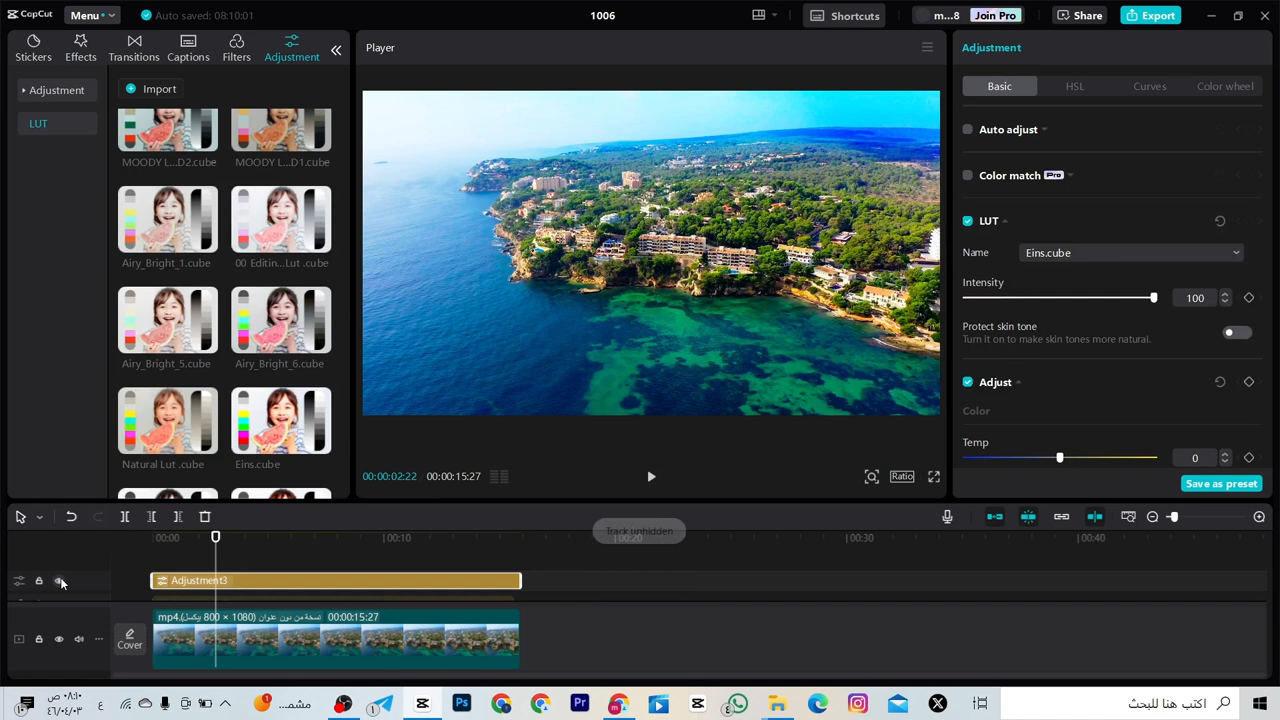 CapCut
Menu
Auto saved: 08:10:01
1006
Shortcuts
m...8
Join Pro
Share
Export
Stickers
Effects
Transitions
Captions
Filters
Adjustment
Adjustment
LUT
Import
MOODY L...D2.cube
MOODY L...D1.cube
Airy_Bright_1.cube
00 Editin...Lut .cube
Airy_Bright_5.cube
Airy_Bright_6.cube
Natural Lut .cube
Eins.cube
Player
00:00:02:22
00:00:15:27
Ratio
Adjustment
Basic
HSL
Curves
Color wheel
Auto adjust
Color match Pro
LUT
Name
Eins.cube
Intensity
100
Protect skin tone
Turn it on to make skin tones more natural.
Adjust
Color
Temp
0
Save as preset
Track unhidden
00:00
00:10
00:20
00:30
00:40
Adjustment3
نسخة من دون عنوان (1080 × 800 بيكسل).mp4
00:00:15:27
Cover
ع
مشم...
اكتب هنا للبحث